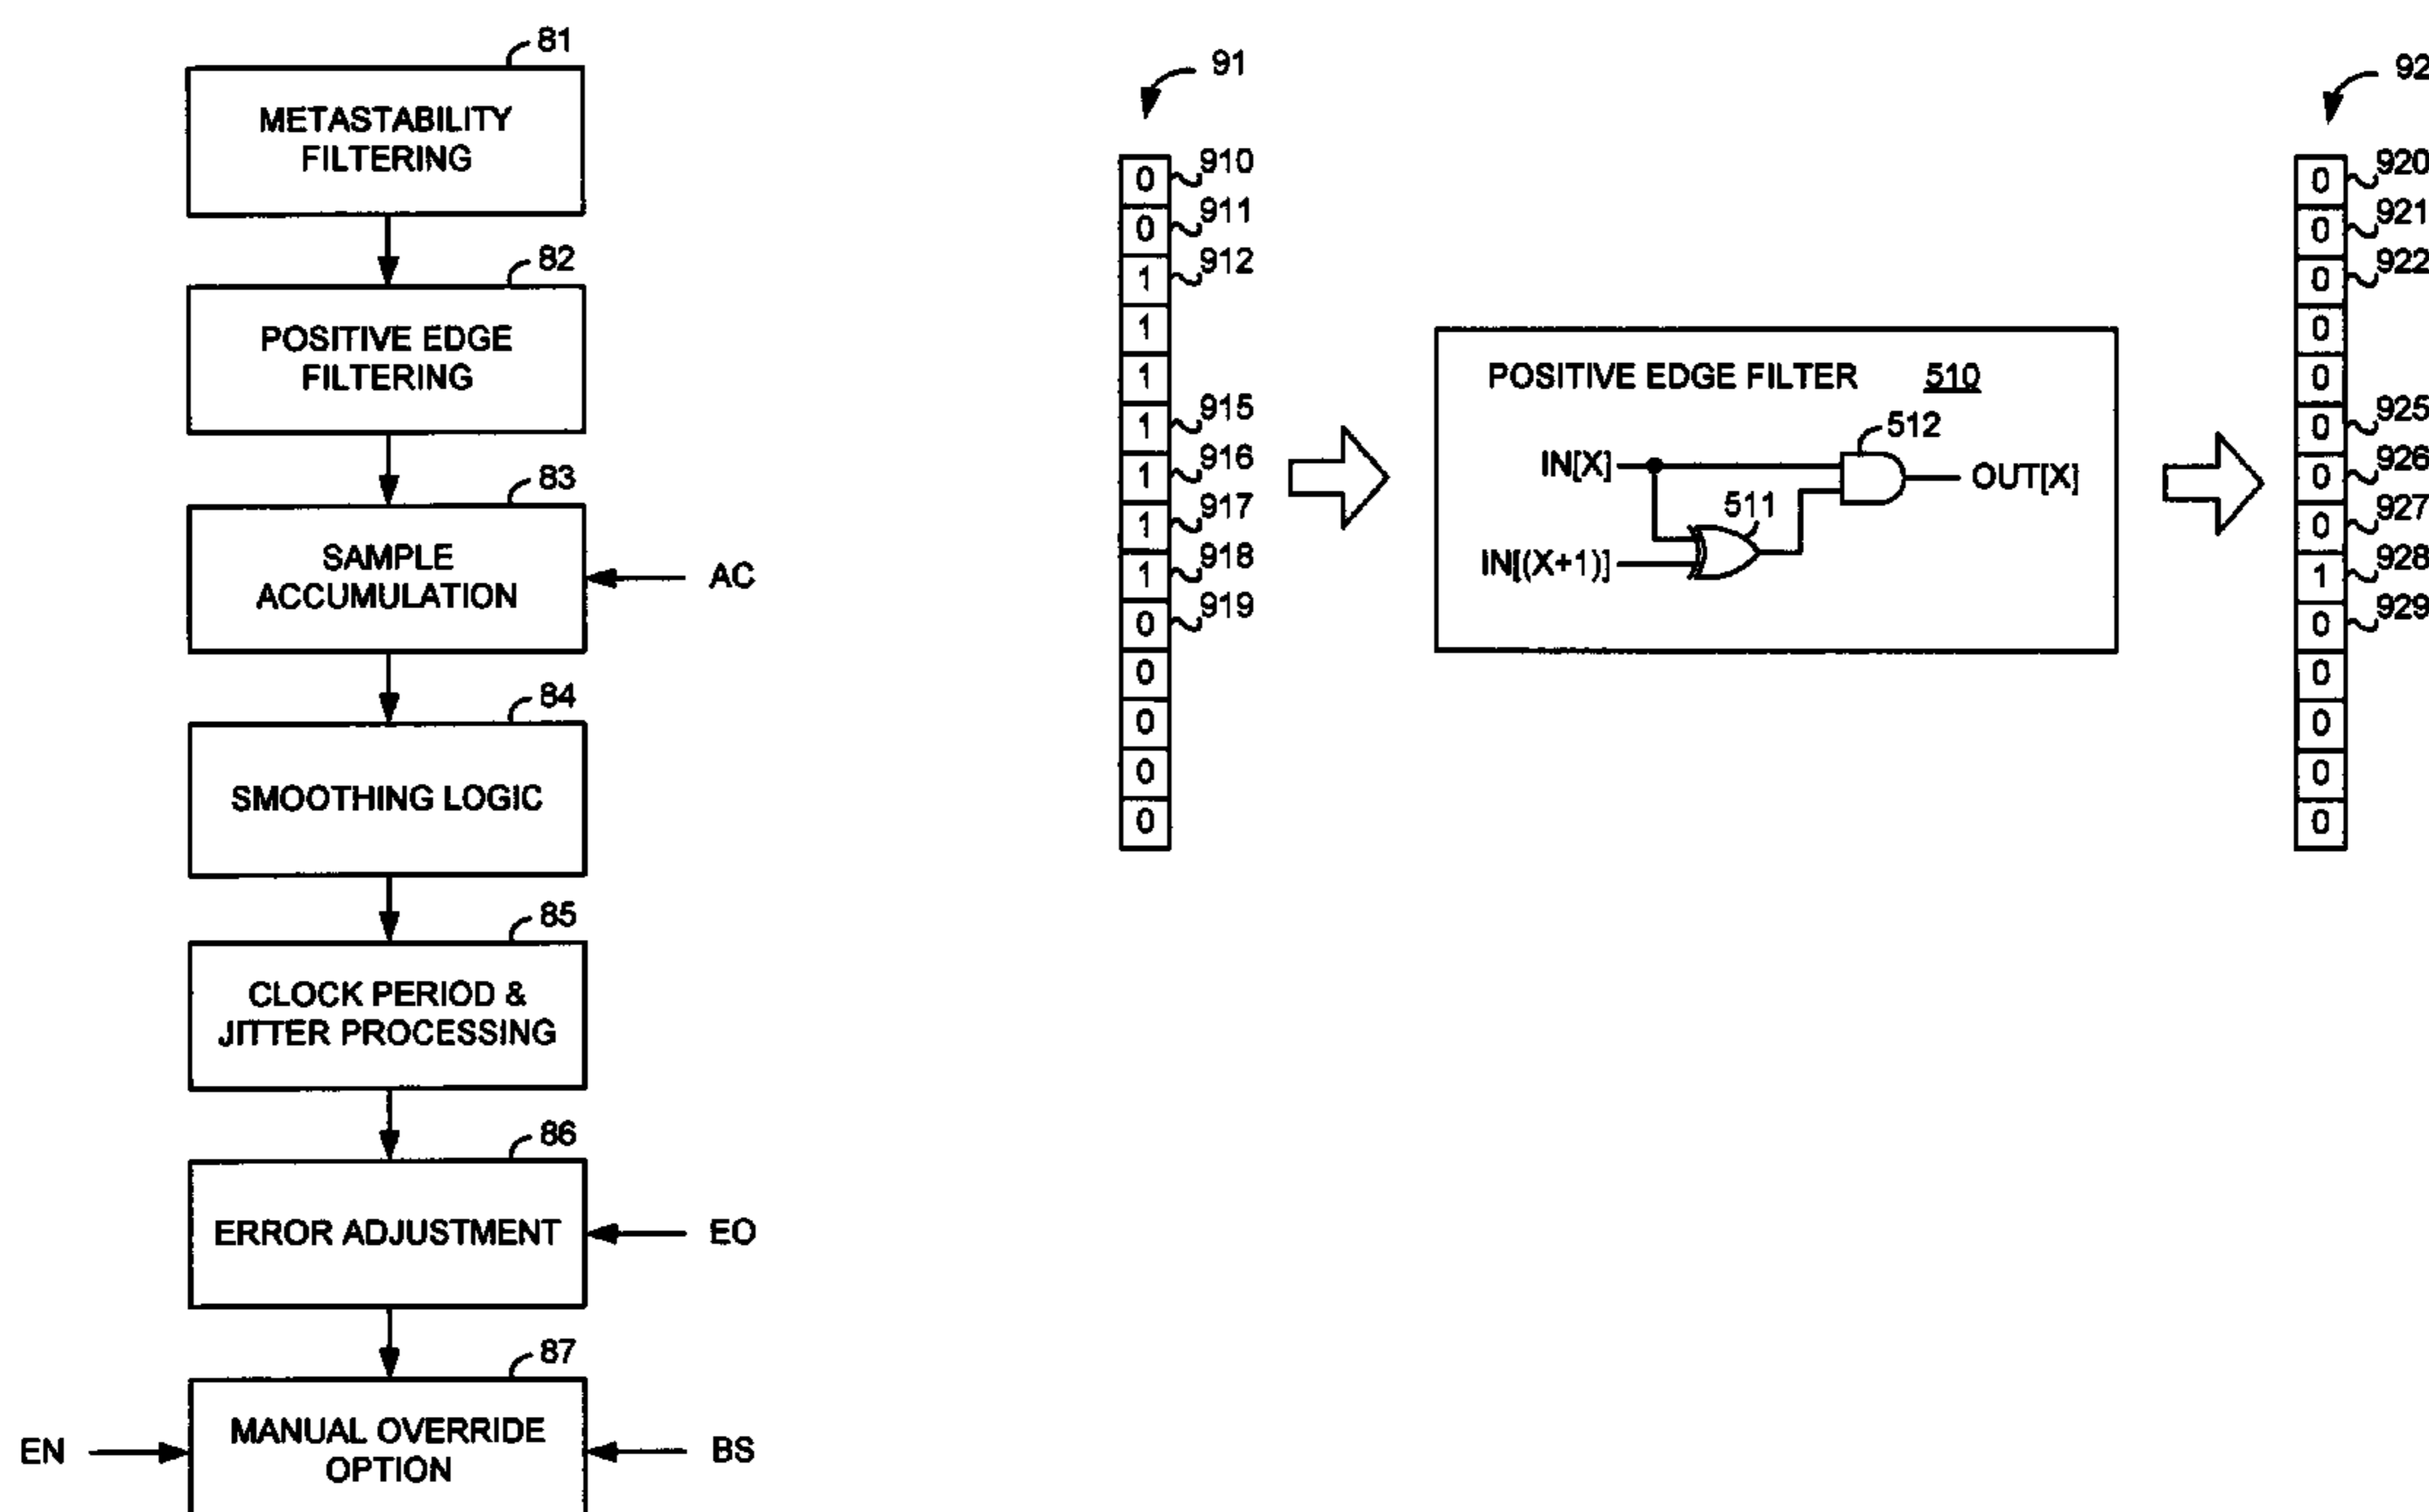 81
METASTABILITY
FILTERING
82
POSITIVE EDGE
FILTERING
83
SAMPLE
ACCUMULATION
AC
84
SMOOTHING LOGIC
85
CLOCK PERIOD &
JITTER PROCESSING
86
ERROR ADJUSTMENT
EO
87
EN
MANUAL OVERRIDE
OPTION
BS
91
0 910
0 911
1 912
1
1
1 915
1 916
1 917
1 918
0 919
0
0
0
0
POSITIVE EDGE FILTER 510
512
IN[X]
OUT[X]
511
IN[(X+1)]
92
0 920
0 921
0 922
0
0
0 925
0 926
0 927
1 928
0 929
0
0
0
0